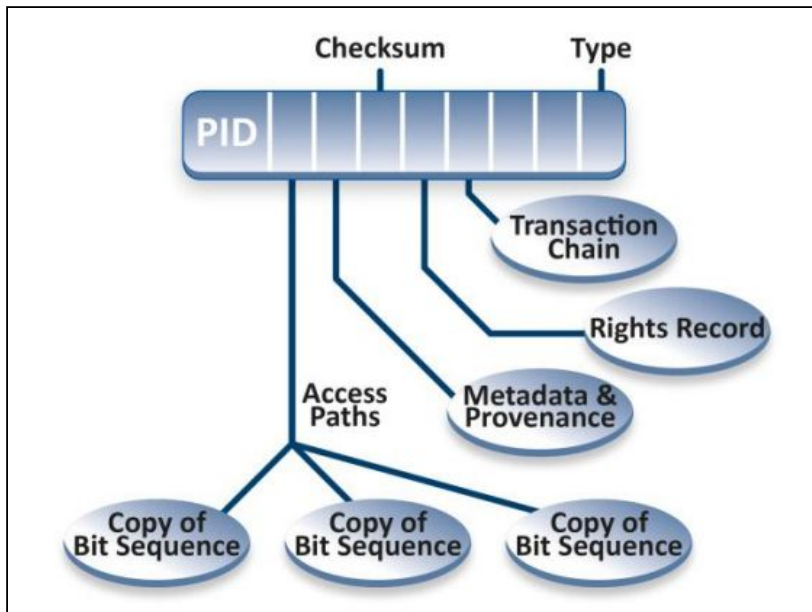 Checksum
Type
PID
Transaction
Chain
Rights Record
Metadata &
Provenance
Access
Paths
Copy of
Bit Sequence
Copy of
Bit Sequence
Copy of
Bit Sequence